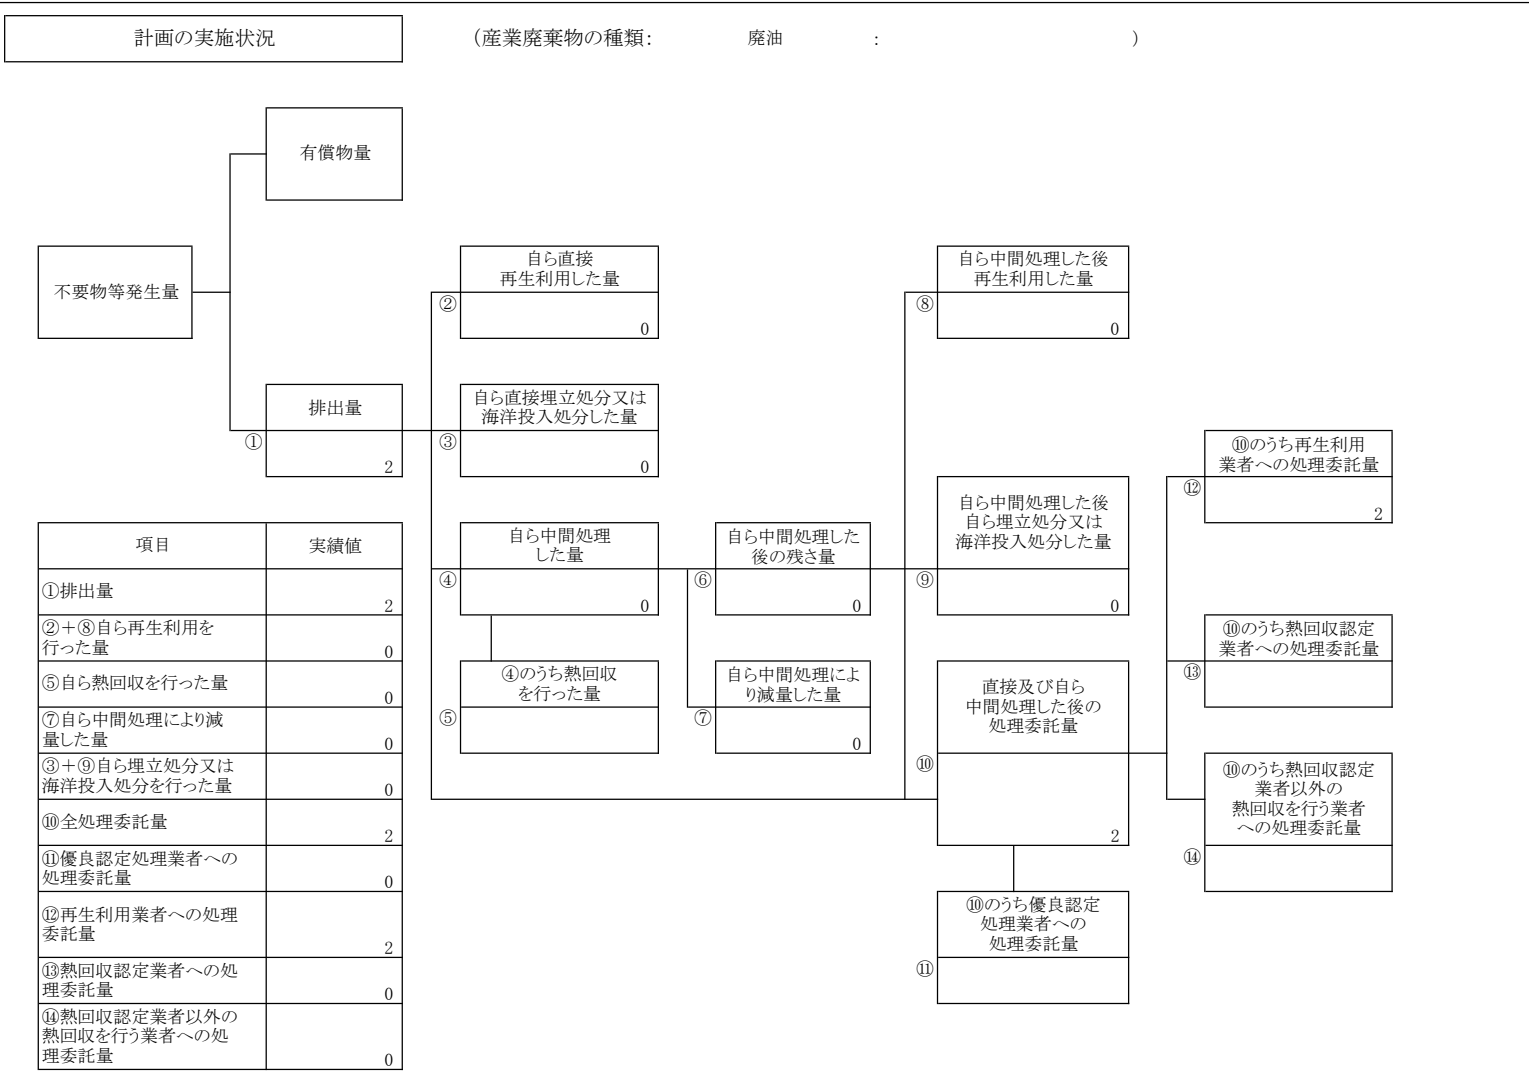 計画の実施状況
（産業廃棄物の種類： 廃油 ： ）
有償物量
不要物等発生量
自ら直接
再生利用した量
②
0
自ら中間処理した後
再生利用した量
⑧
0
排出量
①
2
自ら直接埋立処分又は
海洋投入処分した量
③
0
⑩のうち再生利用
業者への処理委託量
⑫
2
自ら中間処理した後
自ら埋立処分又は
海洋投入処分した量
⑨
0
自ら中間処理
した量
④
0
自ら中間処理した
後の残さ量
⑥
0
⑩のうち熱回収認定
業者への処理委託量
⑬
④のうち熱回収
を行った量
⑤
自ら中間処理によ
り減量した量
⑦
0
直接及び自ら
中間処理した後の
処理委託量
⑩
2
⑩のうち熱回収認定
業者以外の
熱回収を行う業者
への処理委託量
⑭
⑩のうち優良認定
処理業者への
処理委託量
⑪
項目 実績値
①排出量
2
②＋⑧自ら再生利用を
行った量
0
⑤自ら熱回収を行った量
0
⑦自ら中間処理により減
量した量
0
③＋⑨自ら埋立処分又は
海洋投入処分を行った量
0
⑩全処理委託量
2
⑪優良認定処理業者への
処理委託量
0
⑫再生利用業者への処理
委託量
2
⑬熱回収認定業者への処
理委託量
0
⑭熱回収認定業者以外の
熱回収を行う業者への処
理委託量
0